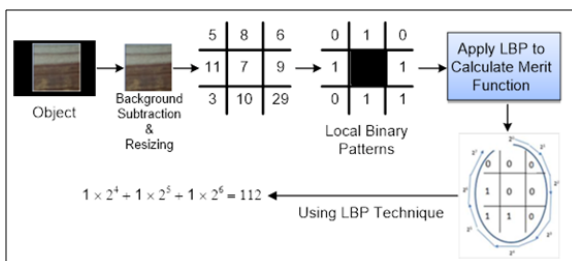 Object
Background
Subtraction
&
Resizing
5 8 6
11 7 9
3 10 29
0 1 0
1 1
0 1 1
Local Binary
Patterns
Apply LBP to
Calculate Merit
Function
0 0 0
1 0 0
1 1 0
Using LBP Technique
1 × 2⁴ + 1 × 2⁵ + 1 × 2⁶ = 112